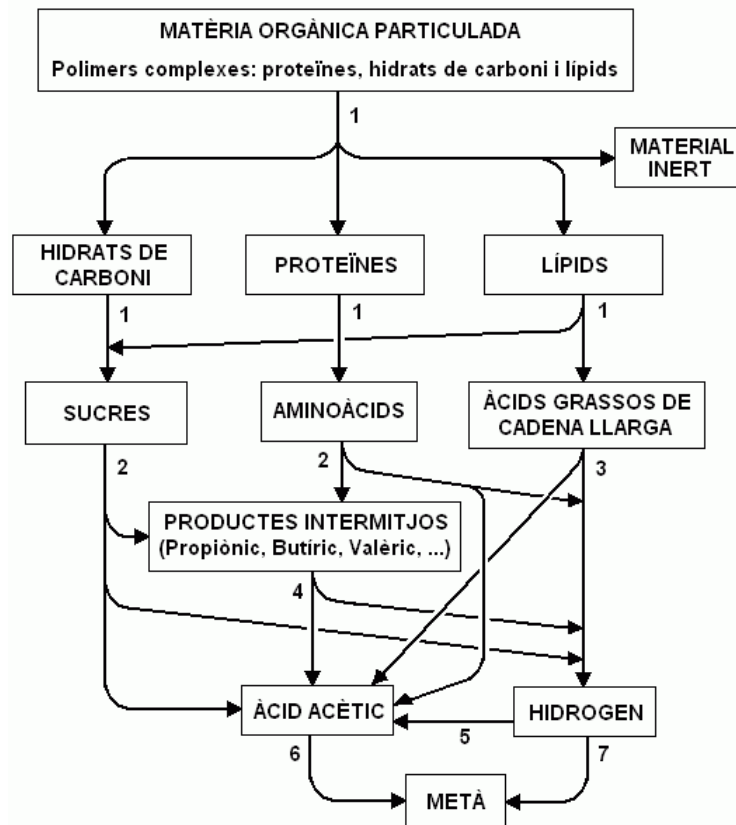 MATÈRIA ORGÀNICA PARTICULADA
Polimers complexes: proteïnes, hidrats de carboni i lípids
1
MATERIAL
INERT
HIDRATS DE
CARBONI
PROTEÏNES
LÍPIDS
1
1
1
SUCRES
AMINOÀCIDS
ÀCIDS GRASSOS DE
CADENA LLARGA
2
2
3
PRODUCTES INTERMITJOS
(Propiònic, Butíric, Valèric, ...)
4
ÀCID ACÈTIC
HIDROGEN
5
6
7
METÀ